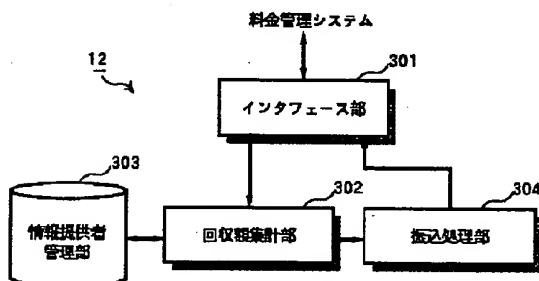 料金管理システム
12
301
インタフェース部
303
302
304
情報提供者
管理部
回収額集計部
振込処理部